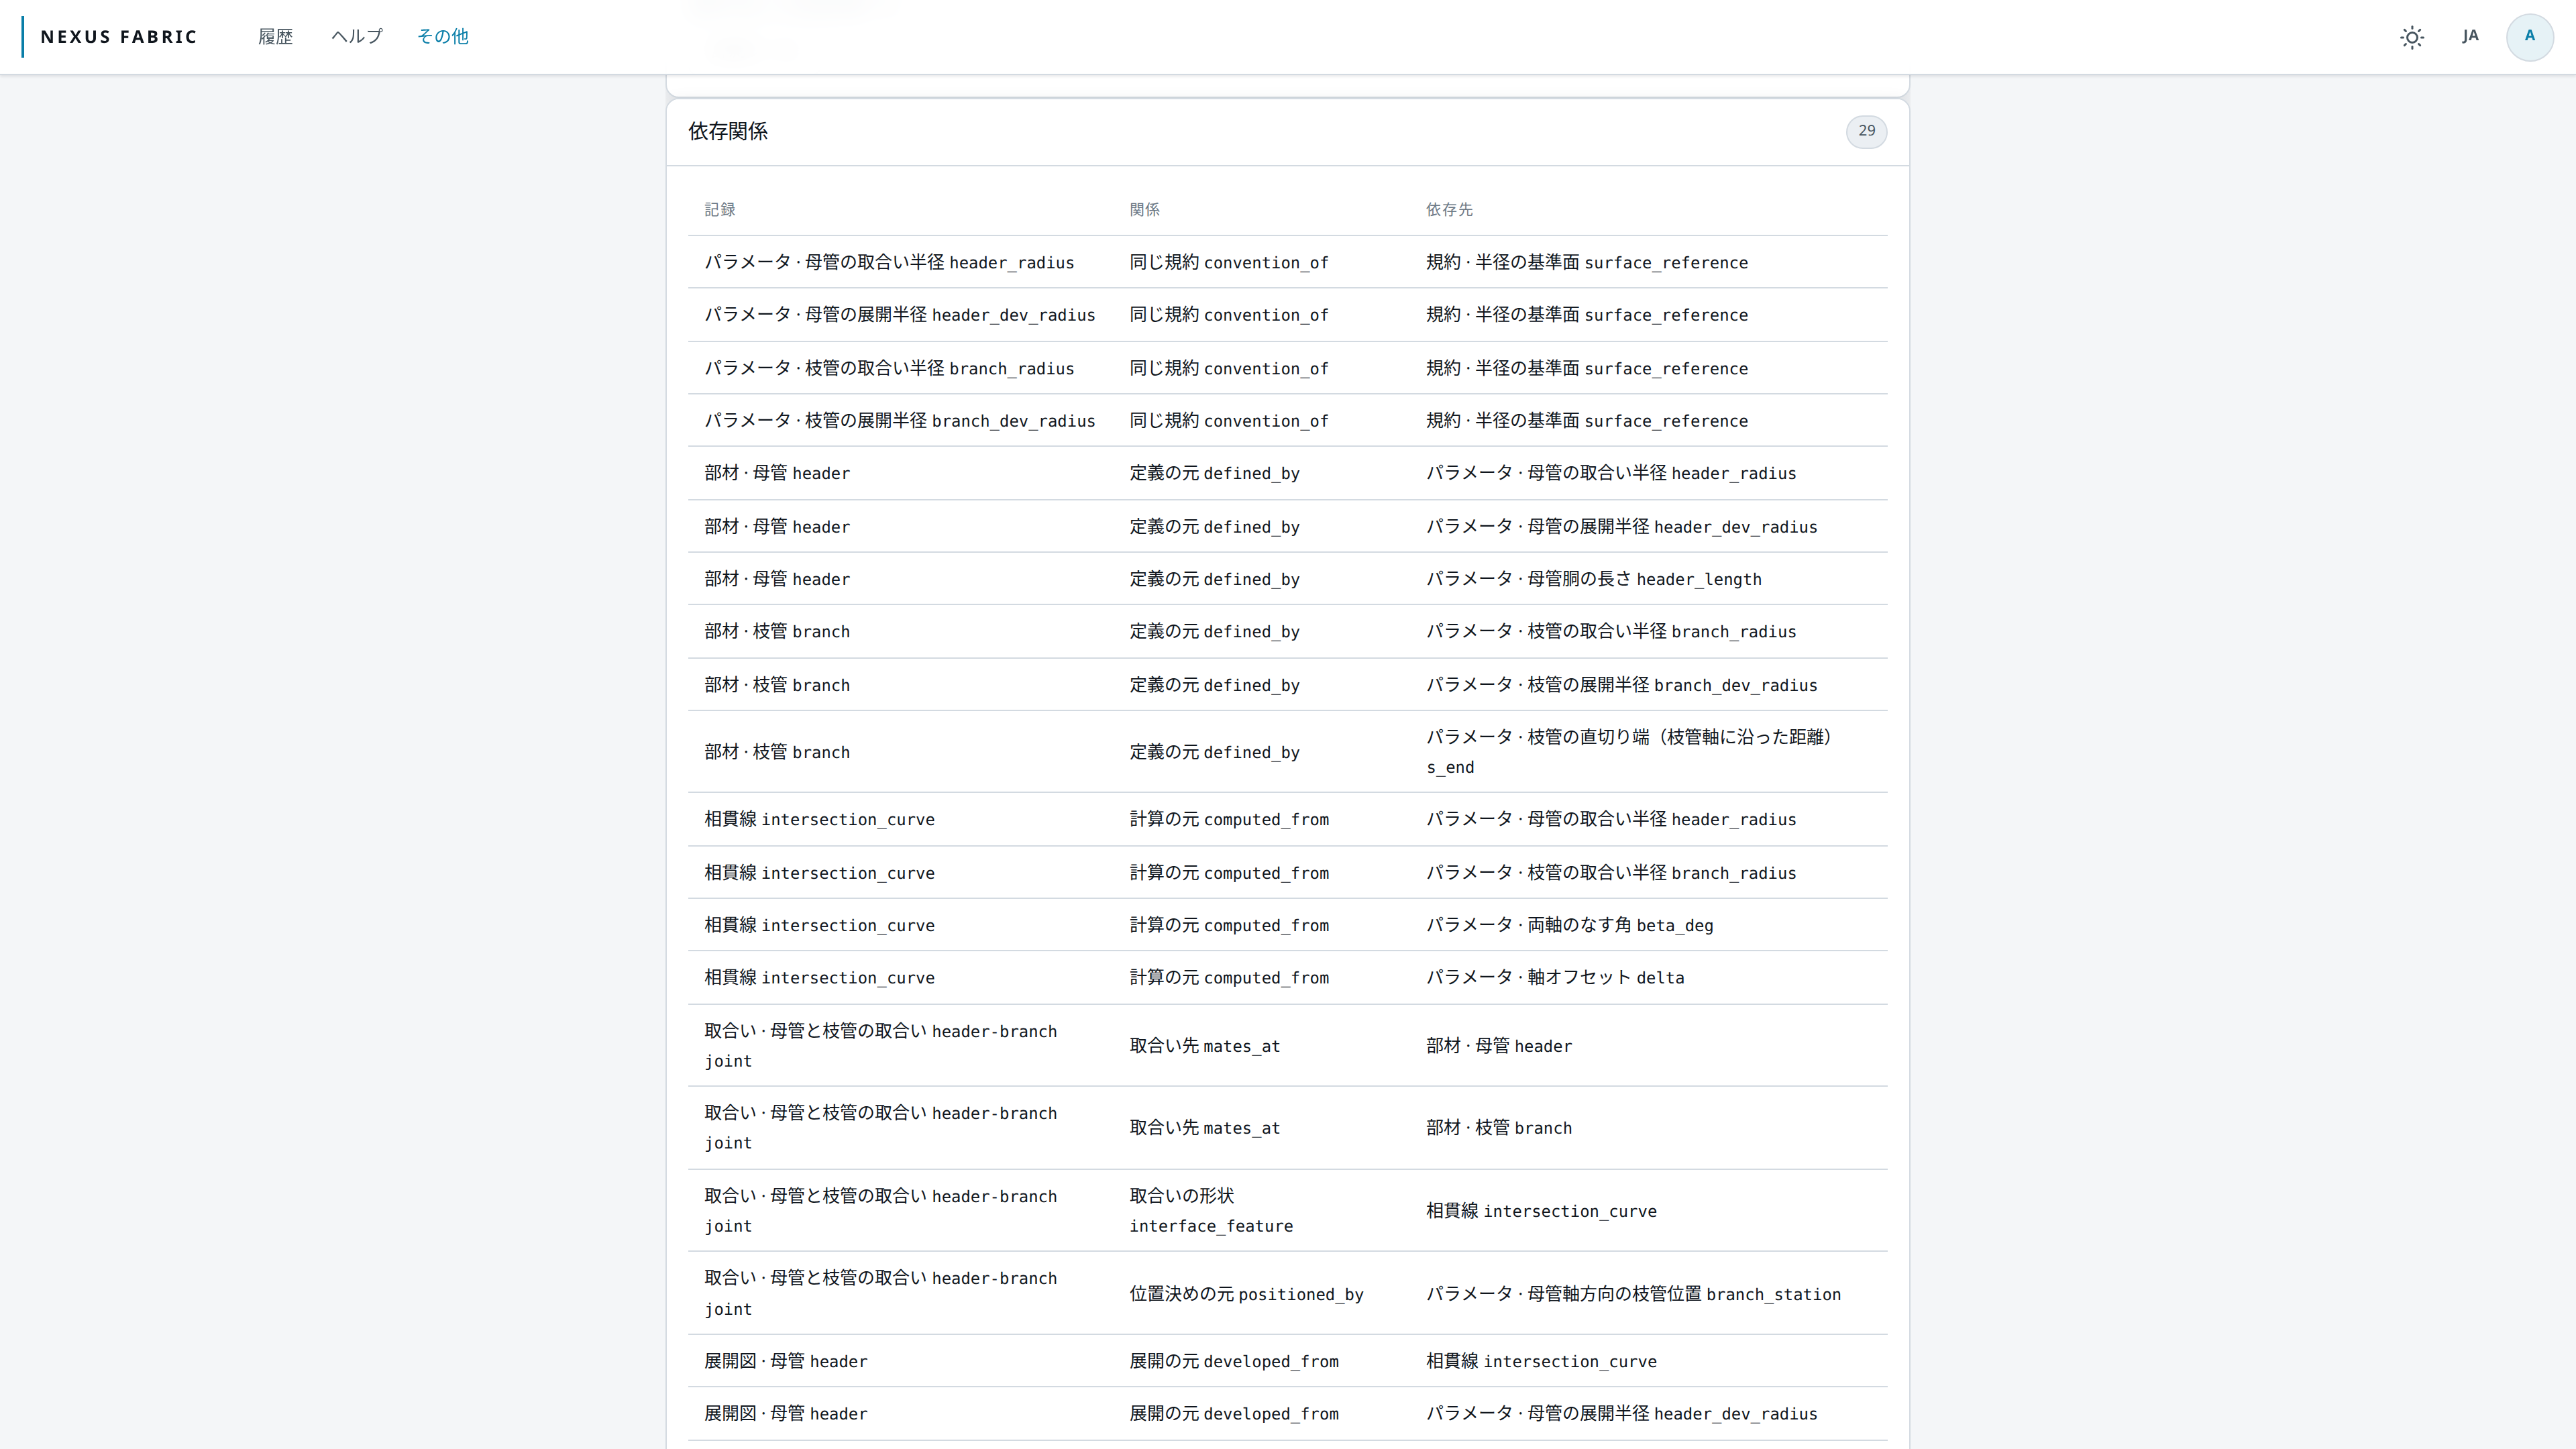 NEXUS FABRIC 履歴 ヘルプ その他 JA A
依存関係 29
記録 関係 依存先
パラメータ · 母管の取合い半径 header_radius 同じ規約 convention_of 規約 · 半径の基準面 surface_reference
パラメータ · 母管の展開半径 header_dev_radius 同じ規約 convention_of 規約 · 半径の基準面 surface_reference
パラメータ · 枝管の取合い半径 branch_radius 同じ規約 convention_of 規約 · 半径の基準面 surface_reference
パラメータ · 枝管の展開半径 branch_dev_radius 同じ規約 convention_of 規約 · 半径の基準面 surface_reference
部材 · 母管 header 定義の元 defined_by パラメータ · 母管の取合い半径 header_radius
部材 · 母管 header 定義の元 defined_by パラメータ · 母管の展開半径 header_dev_radius
部材 · 母管 header 定義の元 defined_by パラメータ · 母管胴の長さ header_length
部材 · 枝管 branch 定義の元 defined_by パラメータ · 枝管の取合い半径 branch_radius
部材 · 枝管 branch 定義の元 defined_by パラメータ · 枝管の展開半径 branch_dev_radius
部材 · 枝管 branch 定義の元 defined_by パラメータ · 枝管の直切り端（枝管軸に沿った距離）
s_end
相貫線 intersection_curve 計算の元 computed_from パラメータ · 母管の取合い半径 header_radius
相貫線 intersection_curve 計算の元 computed_from パラメータ · 枝管の取合い半径 branch_radius
相貫線 intersection_curve 計算の元 computed_from パラメータ · 両軸のなす角 beta_deg
相貫線 intersection_curve 計算の元 computed_from パラメータ · 軸オフセット delta
取合い · 母管と枝管の取合い header-branch
joint 取合い先 mates_at 部材 · 母管 header
取合い · 母管と枝管の取合い header-branch
joint 取合い先 mates_at 部材 · 枝管 branch
取合い · 母管と枝管の取合い header-branch
joint 取合いの形状
interface_feature 相貫線 intersection_curve
取合い · 母管と枝管の取合い header-branch
joint 位置決めの元 positioned_by パラメータ · 母管軸方向の枝管位置 branch_station
展開図 · 母管 header 展開の元 developed_from 相貫線 intersection_curve
展開図 · 母管 header 展開の元 developed_from パラメータ · 母管の展開半径 header_dev_radius